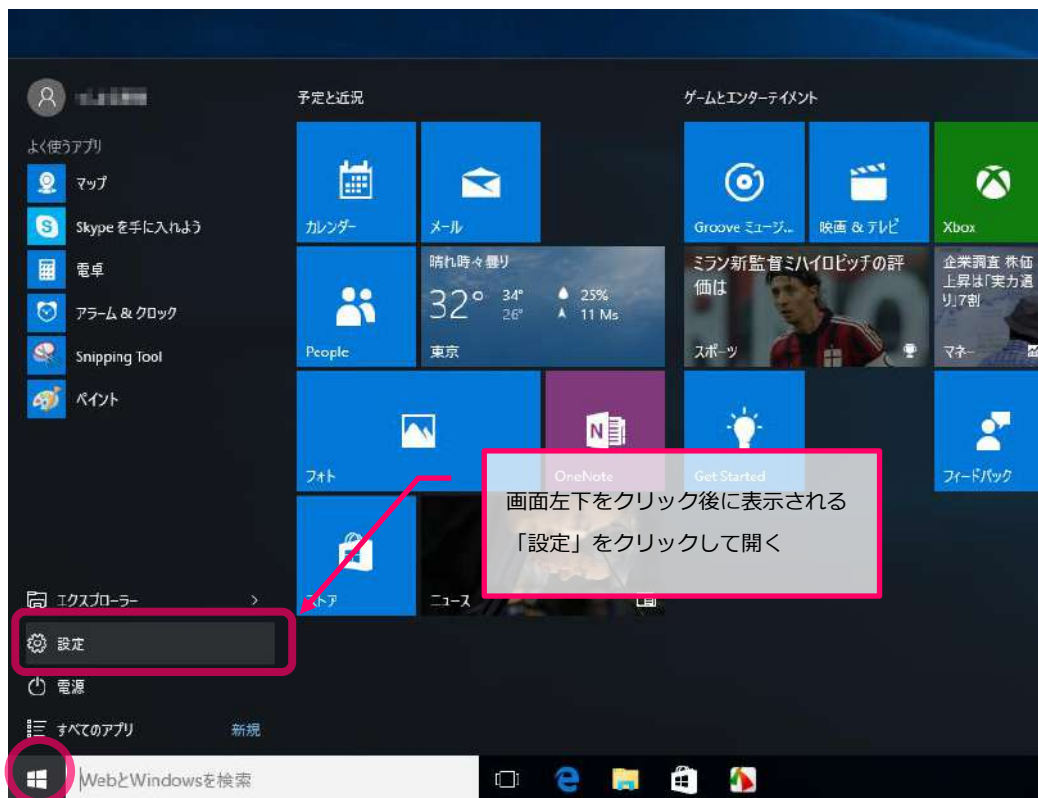 予定と近況
ゲームとエンターテイメント
よく使うアプリ
マップ
Skype を手に入れよう
電卓
アラーム & クロック
Snipping Tool
ペイント
カレンダー
メール
Groove ミュージ...
映画 & テレビ
Xbox
People
晴れ時々曇り
32° 34° 26° 25% 11 Ms
東京
ミラン新監督ミハイロビッチの評
価は
スポーツ
企業調査 株価
上昇は「実力通
り」7割
マネー
フォト
OneNote
Get Started
フィードバック
画面左下をクリック後に表示される
「設定」をクリックして開く
ストア
ニュース
エクスプローラー
設定
電源
すべてのアプリ 新規
WebとWindowsを検索